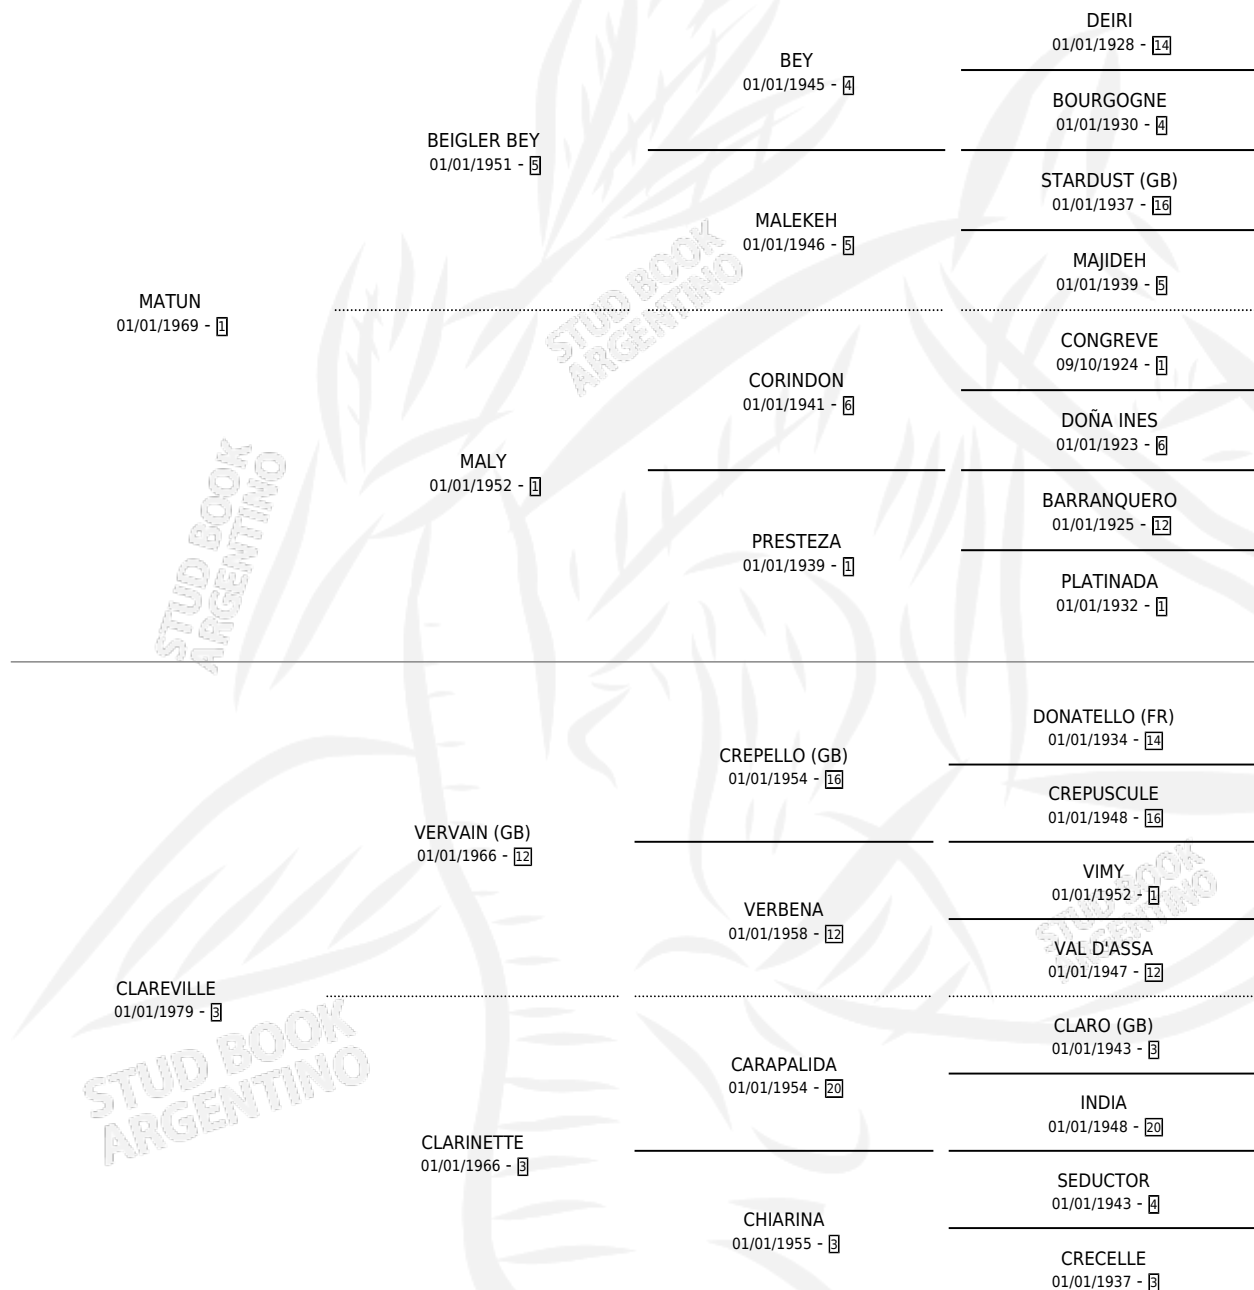 DEIRI
01/01/1928 - 14
BEY
01/01/1945 - 4
BOURGOGNE
01/01/1930 - 4
BEIGLER BEY
01/01/1951 - 5
STARDUST (GB)
01/01/1937 - 16
MALEKEH
01/01/1946 - 5
MAJIDEH
01/01/1939 - 5
MATUN
01/01/1969 - 1
CONGREVE
09/10/1924 - 1
CORINDON
01/01/1941 - 6
DOÑA INES
01/01/1923 - 6
MALY
01/01/1952 - 1
BARRANQUERO
01/01/1925 - 12
PRESTEZA
01/01/1939 - 1
PLATINADA
01/01/1932 - 1
STUD BOOK
ARGENTINO
STUD BOOK
ARGENTINO
DONATELLO (FR)
01/01/1934 - 14
CREPELLO (GB)
01/01/1954 - 16
CREPUSCULE
01/01/1948 - 16
VERVAIN (GB)
01/01/1966 - 12
VIMY
01/01/1952 - 1
VERBENA
01/01/1958 - 12
VAL D'ASSA
01/01/1947 - 12
CLAREVILLE
01/01/1979 - 3
CLARO (GB)
01/01/1943 - 3
CARAPALIDA
01/01/1954 - 20
INDIA
01/01/1948 - 20
CLARINETTE
01/01/1966 - 3
SEDUCTOR
01/01/1943 - 4
CHIARINA
01/01/1955 - 3
CRECELLE
01/01/1937 - 3
STUD BOOK
ARGENTINO
STUD BOOK
ARGENTINO